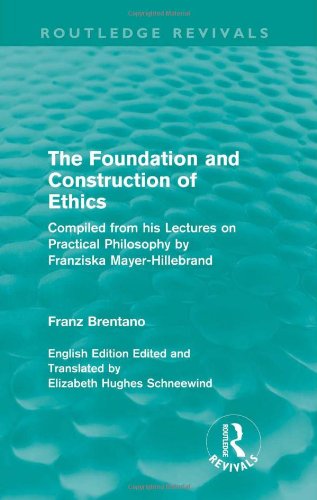 ROUTLEDGE REVIVALS
The Foundation and
Construction of
Ethics
Compiled from his Lectures on
Practical Philosophy by
Franziska Mayer-Hillebrand
Franz Brentano
English Edition Edited and
Translated by
Elizabeth Hughes Schneewind
ROUTLEDGE
REVIVALS